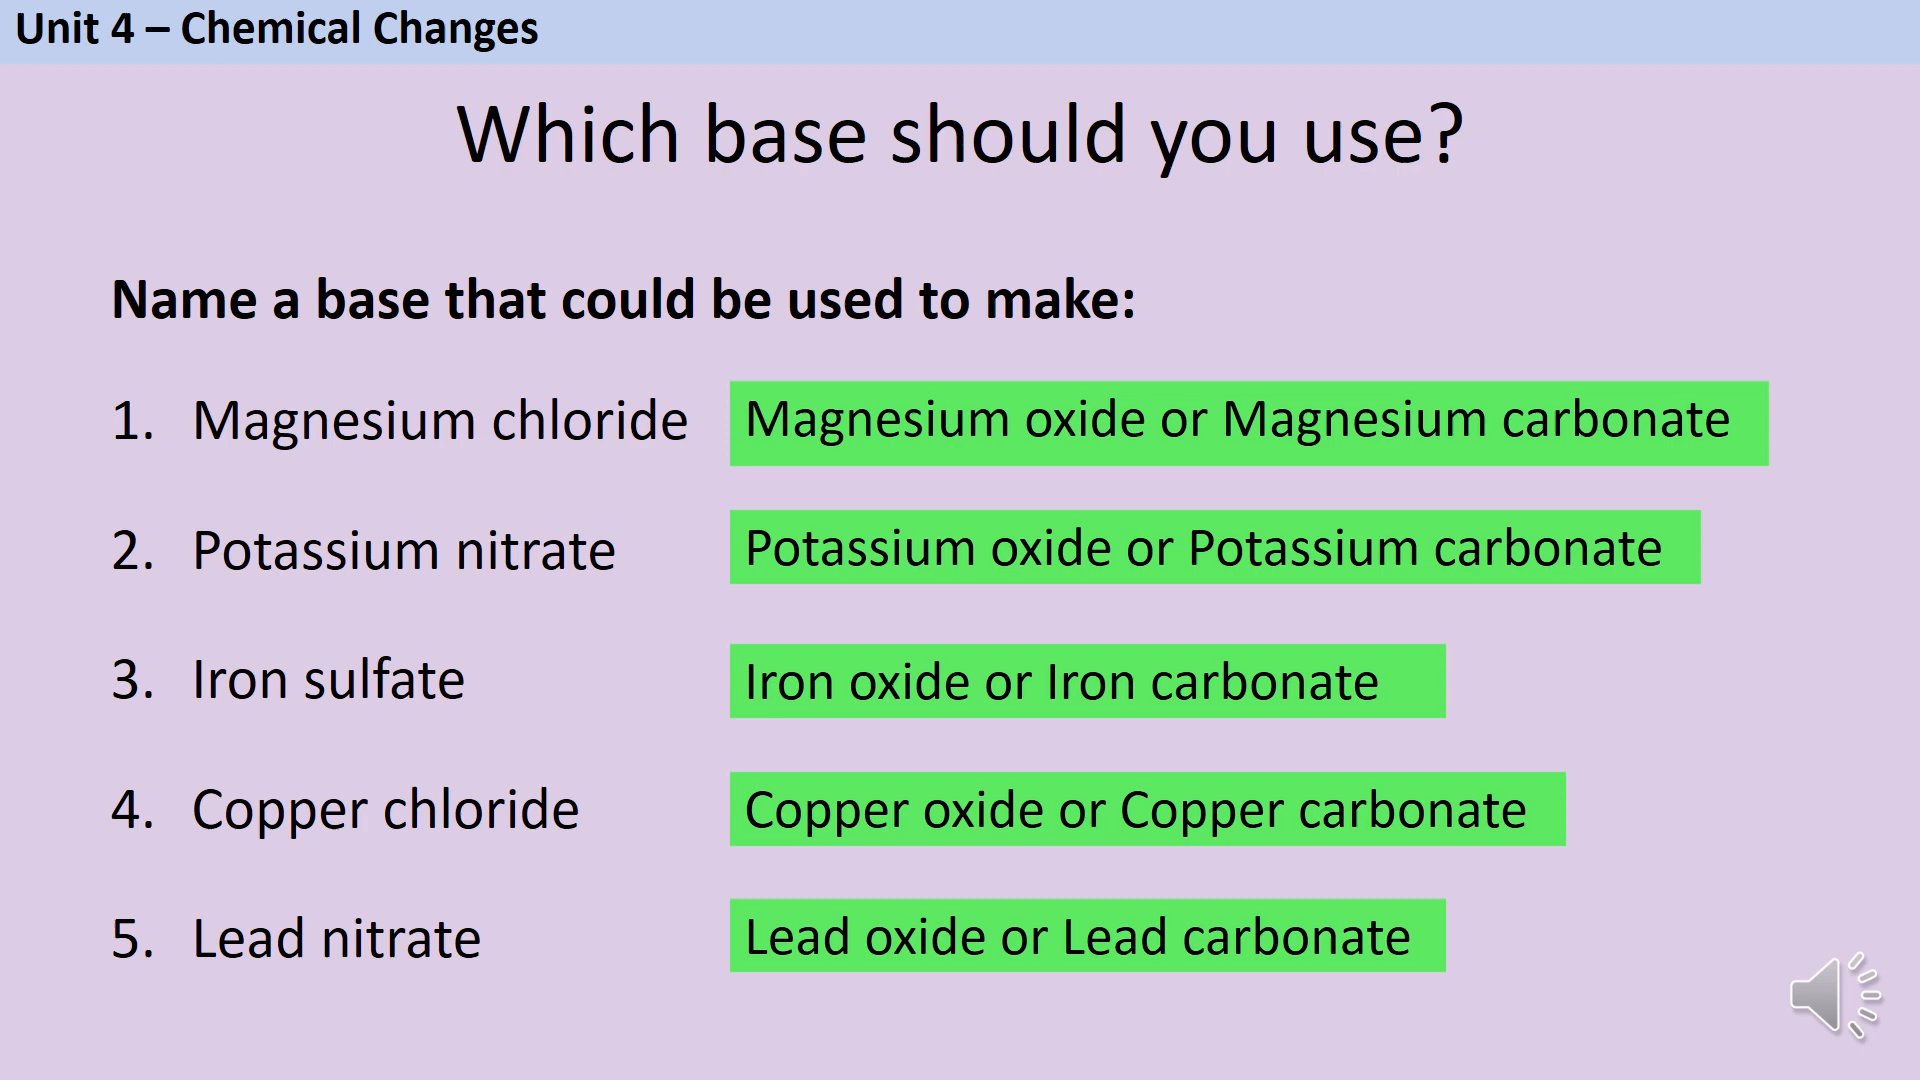 Unit 4 – Chemical Changes
Which base should you use?
Name a base that could be used to make:
1. Magnesium chloride Magnesium oxide or Magnesium carbonate
2. Potassium nitrate Potassium oxide or Potassium carbonate
3. Iron sulfate Iron oxide or Iron carbonate
4. Copper chloride Copper oxide or Copper carbonate
5. Lead nitrate Lead oxide or Lead carbonate